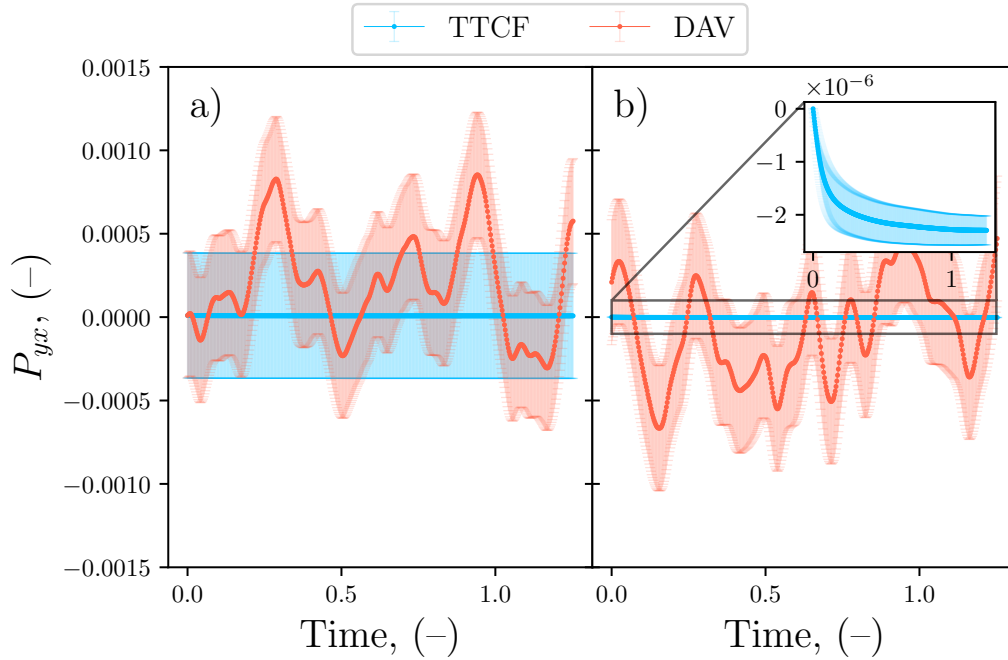 TTCF DAV
0.0015
0.0010
0.0005
0.0000
−0.0005
−0.0010
−0.0015
P_yx, (–)
a)
0.0 0.5 1.0
Time, (–)
b)
×10^−6
0
−1
−2
0 1
0.0 0.5 1.0
Time, (–)